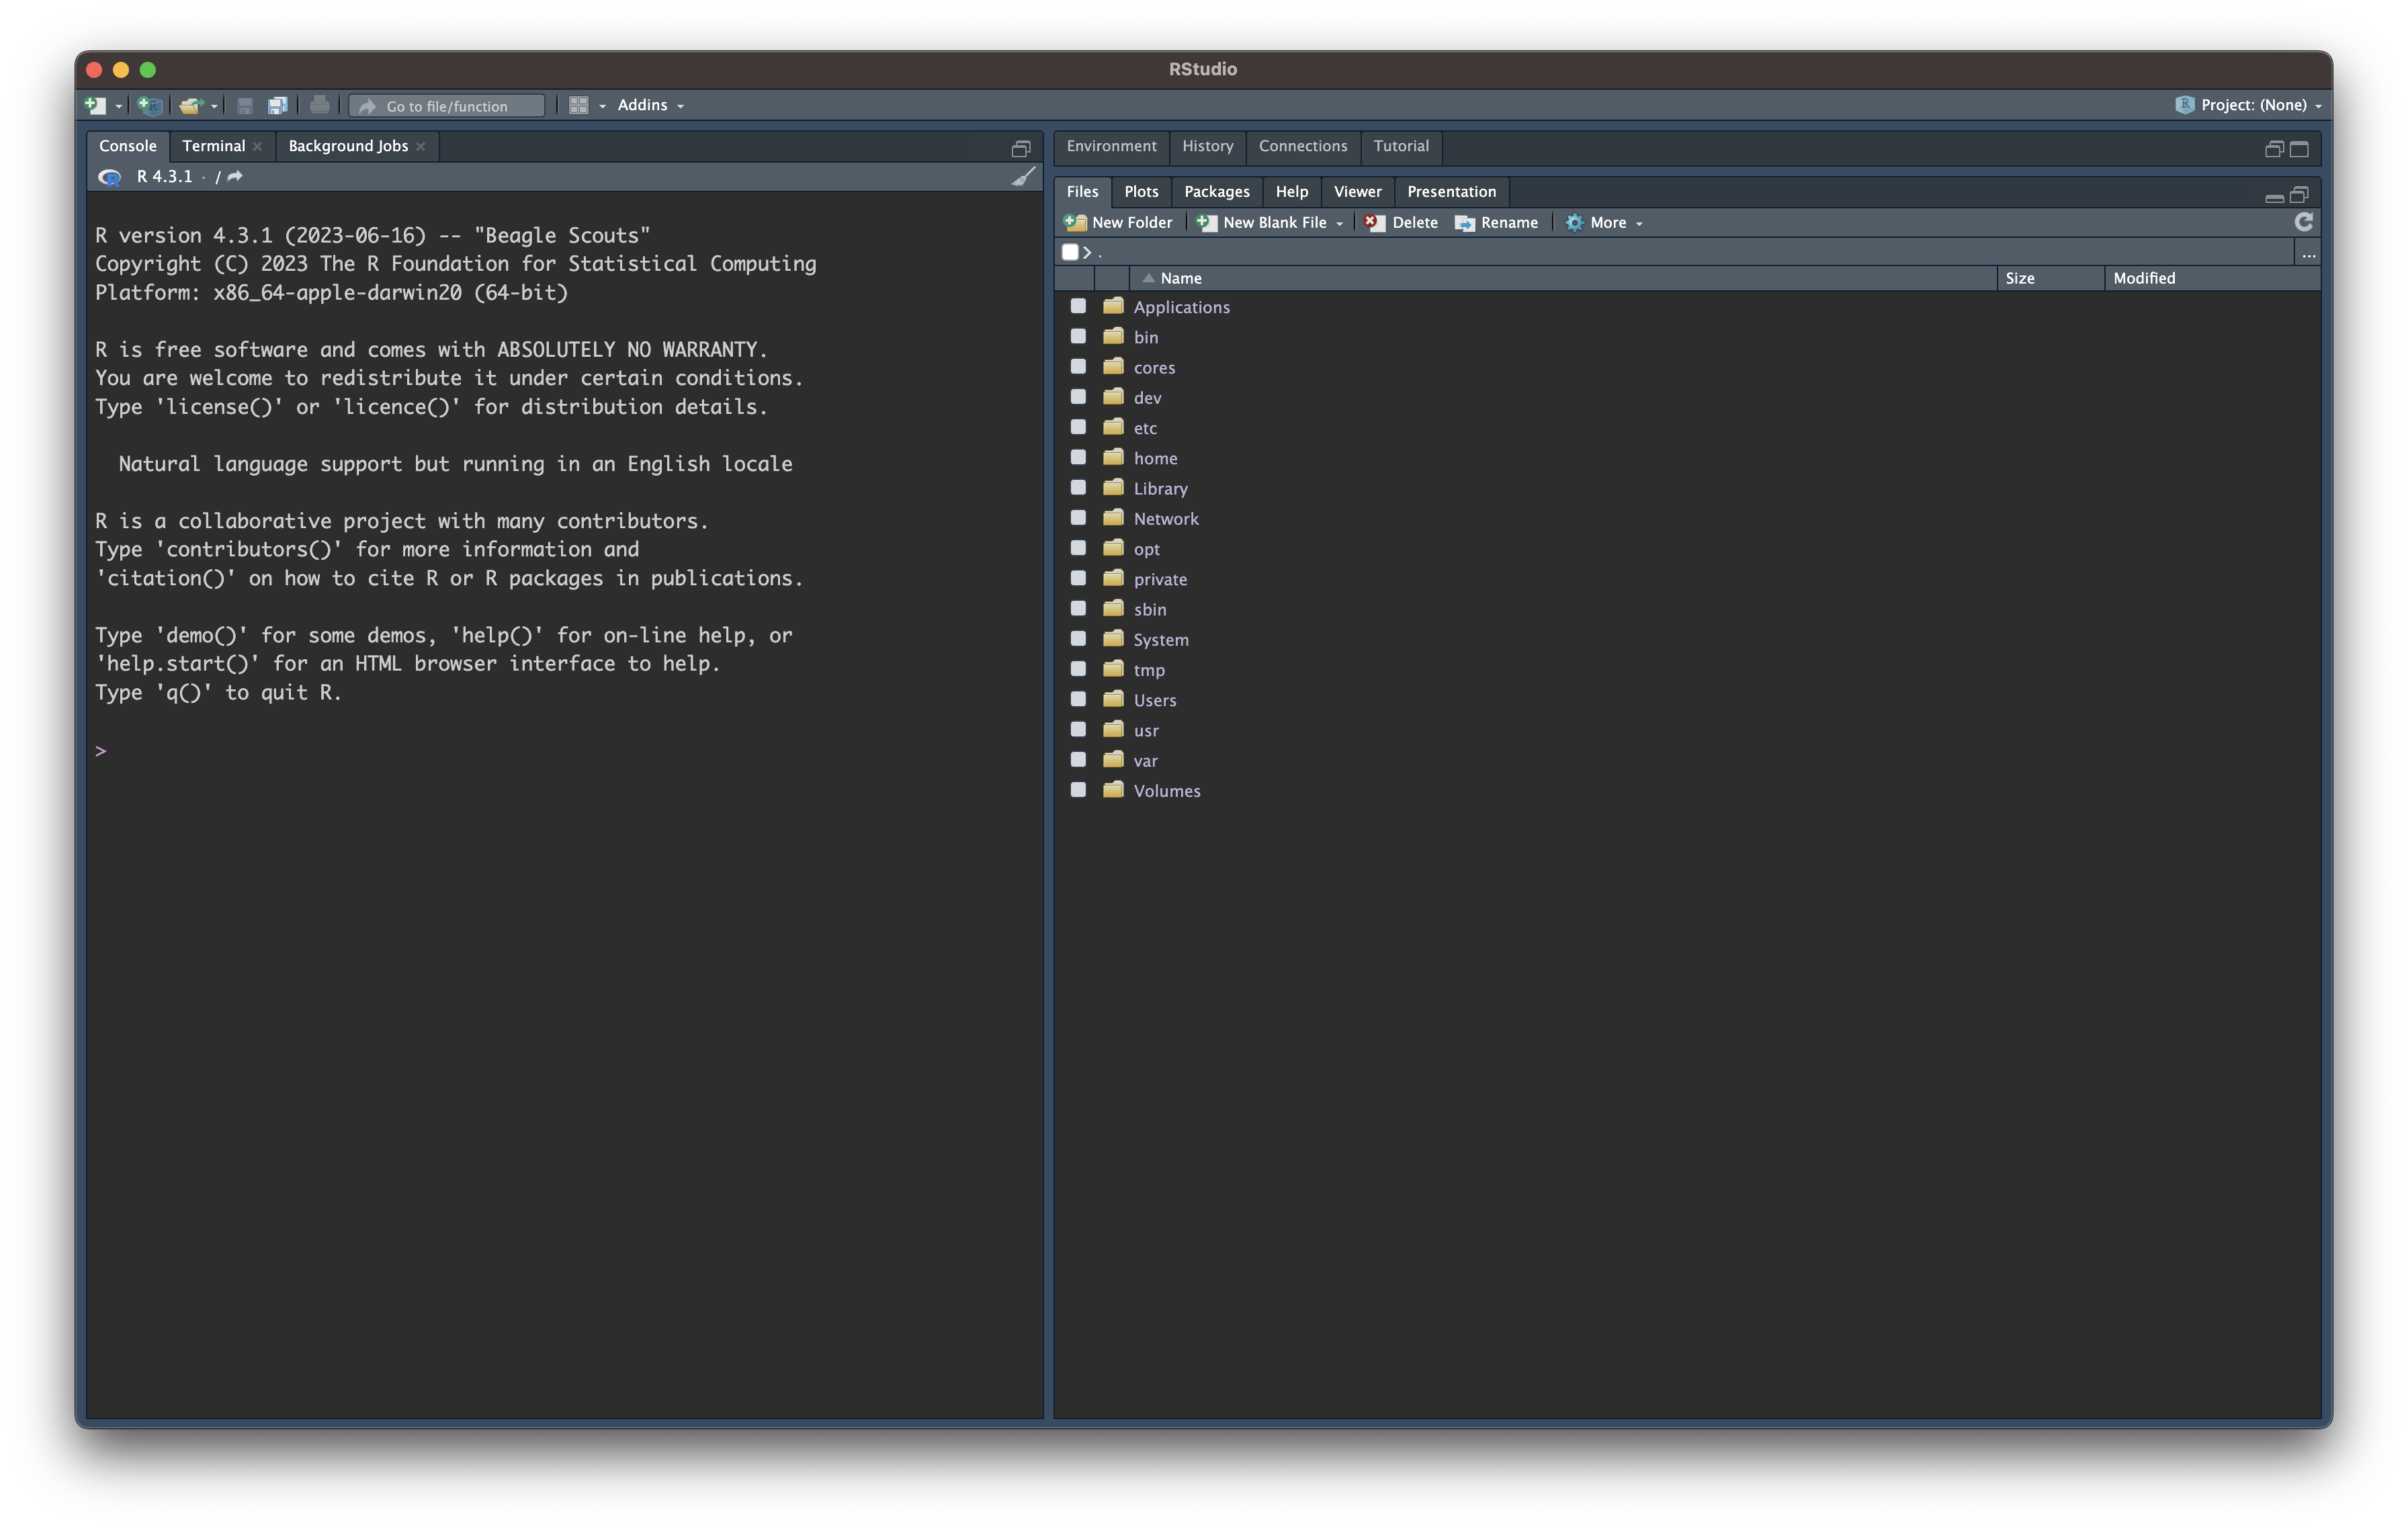 RStudio
Go to file/function
Addins
Project: (None)
Console Terminal Background Jobs
R 4.3.1 · /
R version 4.3.1 (2023-06-16) -- "Beagle Scouts"
Copyright (C) 2023 The R Foundation for Statistical Computing
Platform: x86_64-apple-darwin20 (64-bit)
R is free software and comes with ABSOLUTELY NO WARRANTY.
You are welcome to redistribute it under certain conditions.
Type 'license()' or 'licence()' for distribution details.
Natural language support but running in an English locale
R is a collaborative project with many contributors.
Type 'contributors()' for more information and
'citation()' on how to cite R or R packages in publications.
Type 'demo()' for some demos, 'help()' for on-line help, or
'help.start()' for an HTML browser interface to help.
Type 'q()' to quit R.
>
Environment History Connections Tutorial
Files Plots Packages Help Viewer Presentation
New Folder New Blank File Delete Rename More
. ...
Name Size Modified
Applications
bin
cores
dev
etc
home
Library
Network
opt
private
sbin
System
tmp
Users
usr
var
Volumes